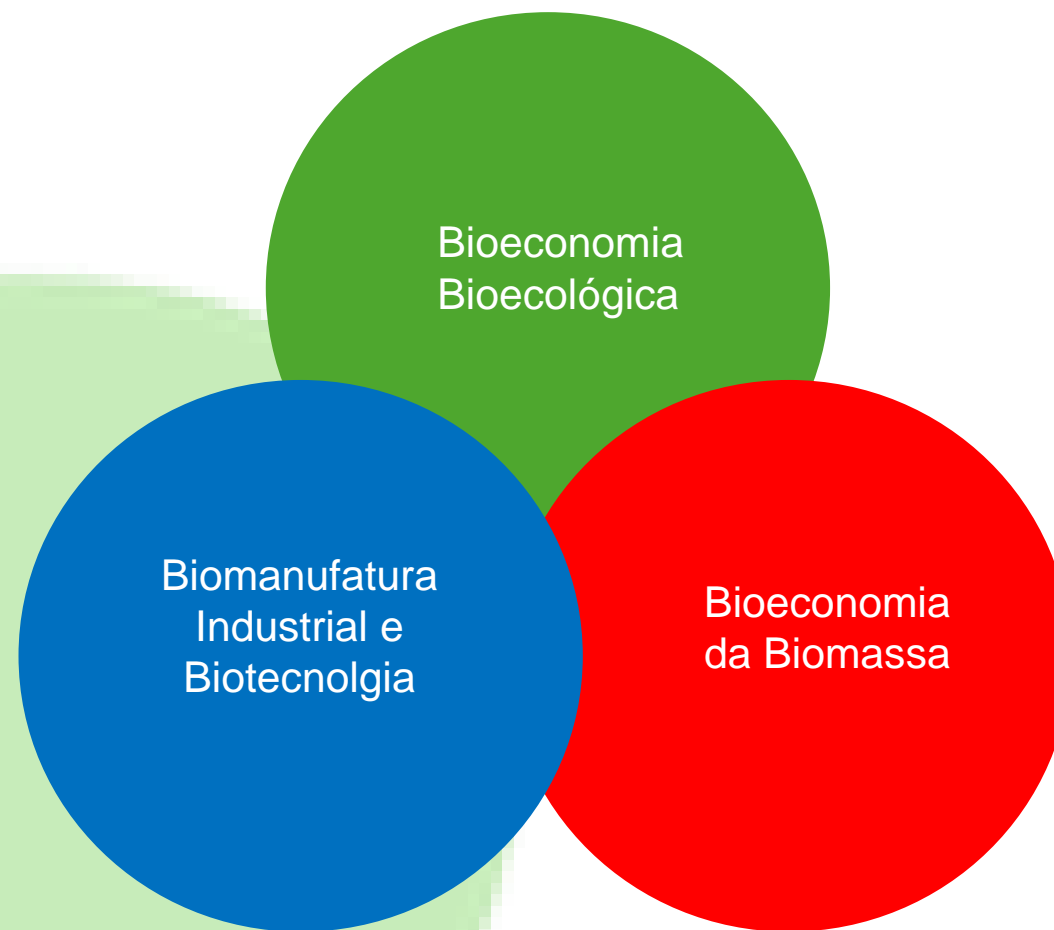 Bioeconomia
Bioecológica
Biomanufatura
Industrial e
Biotecnolgia
Bioeconomia
da Biomassa